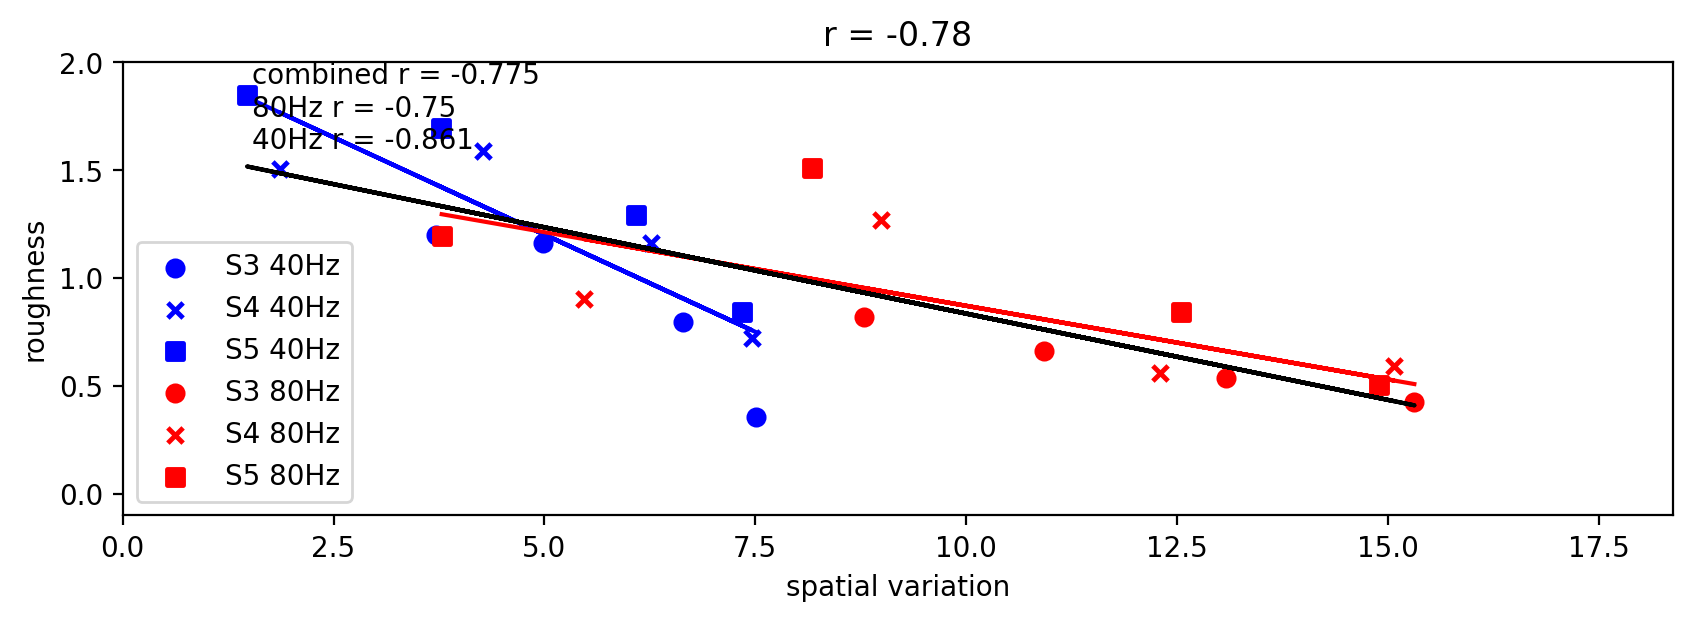 r = -0.78
combined r = -0.775
80Hz r = -0.75
40Hz r = -0.861
roughness
2.0
1.5
1.0
0.5
0.0
S3 40Hz
S4 40Hz
S5 40Hz
S3 80Hz
S4 80Hz
S5 80Hz
0.0 2.5 5.0 7.5 10.0 12.5 15.0 17.5
spatial variation